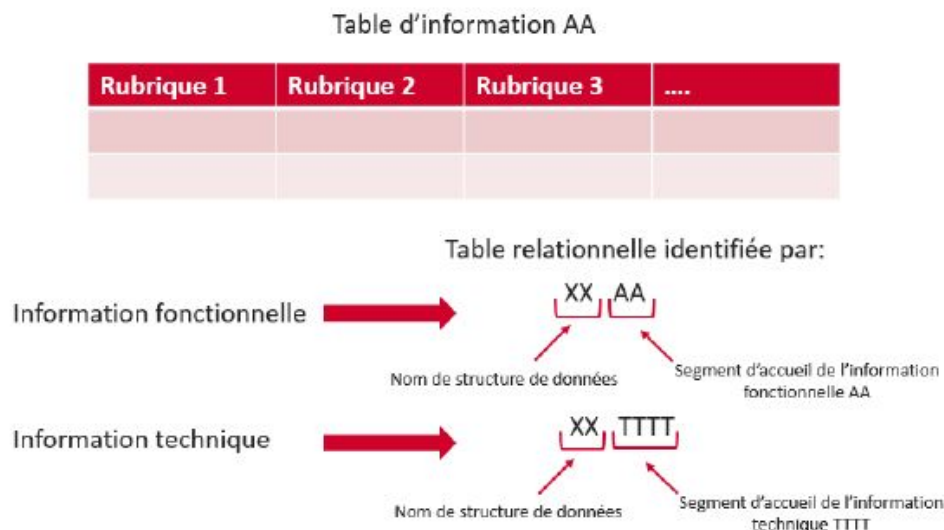 Table d'information AA
Rubrique 1 Rubrique 2 Rubrique 3 ....
Table relationnelle identifiée par:
Information fonctionnelle XX AA
Nom de structure de données
Segment d'accueil de l'information
fonctionnelle AA
Information technique XX TTTT
Nom de structure de données
Segment d'accueil de l'information
technique TTTT